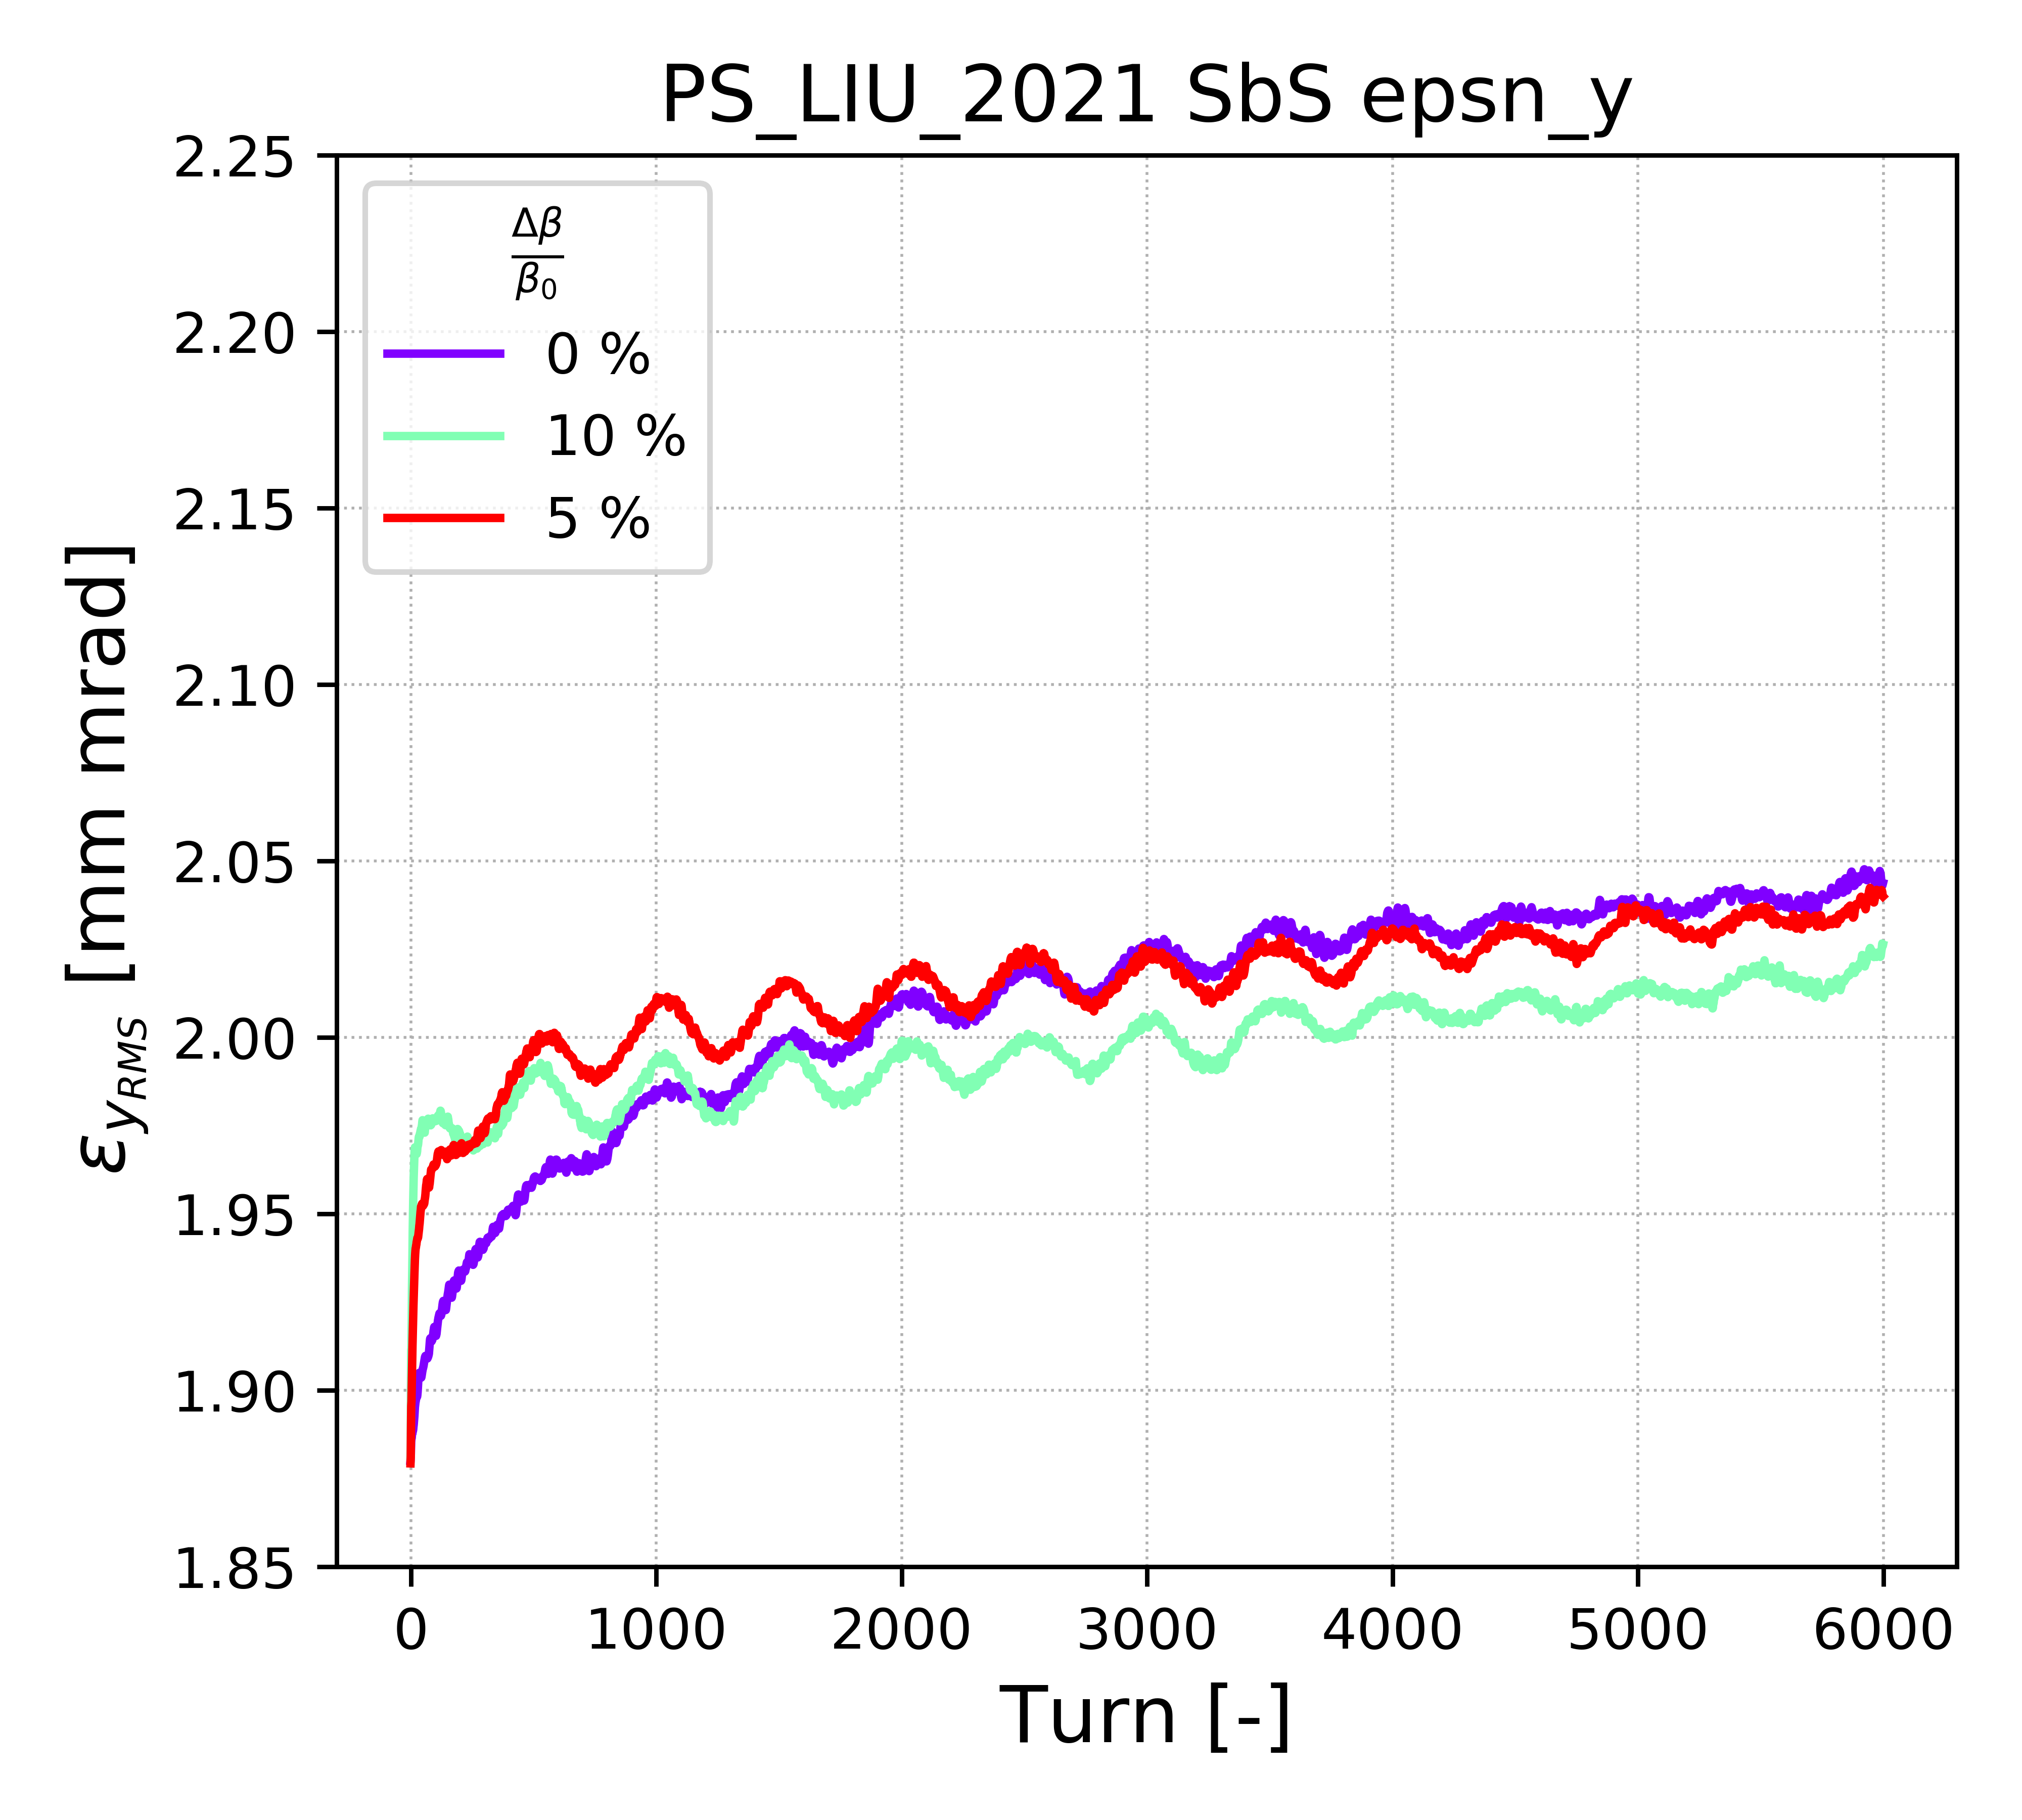 PS_LIU_2021 SbS epsn_y
Δβ
β₀
0 %
10 %
5 %
2.25
2.20
2.15
2.10
2.05
2.00
1.95
1.90
1.85
ε_{y_{RMS}} [mm mrad]
0 1000 2000 3000 4000 5000 6000
Turn [-]